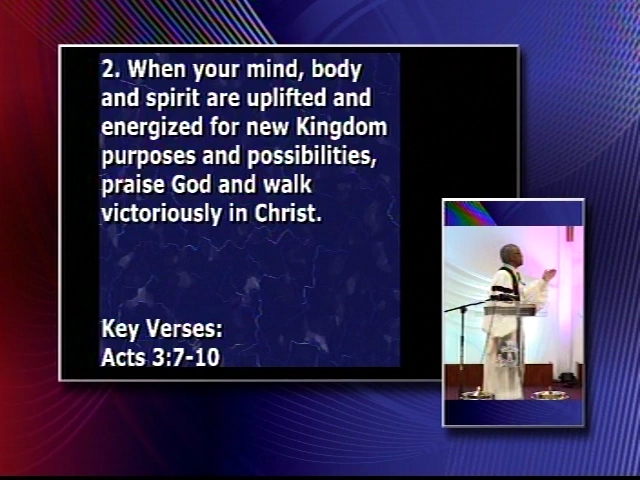 2. When your mind, body
and spirit are uplifted and
energized for new Kingdom
purposes and possibilities,
praise God and walk
victoriously in Christ.
Key Verses:
Acts 3:7-10